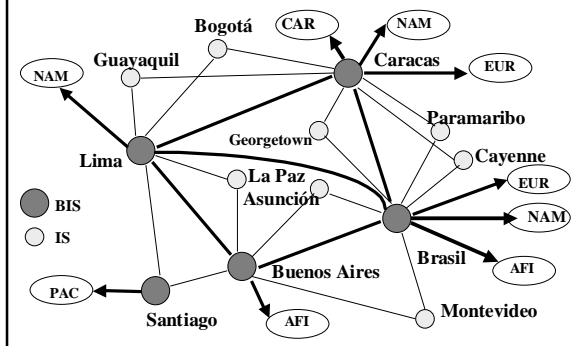 Bogotá
CAR
NAM
Guayaquil
Caracas
EUR
NAM
Paramaribo
Georgetown
Lima
Cayenne
La Paz
EUR
Asunción
BIS
NAM
IS
Brasil
Buenos Aires
AFI
PAC
Santiago
AFI
Montevideo